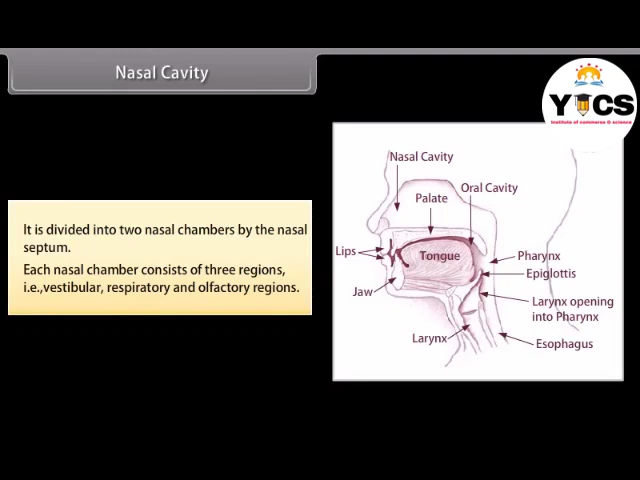 Nasal Cavity
YICS
Institute of commerce & science
It is divided into two nasal chambers by the nasal
septum.
Each nasal chamber consists of three regions,
i.e.,vestibular, respiratory and olfactory regions.
Nasal Cavity
Oral Cavity
Palate
Lips
Tongue
Pharynx
Epiglottis
Jaw
Larynx opening
into Pharynx
Larynx
Esophagus